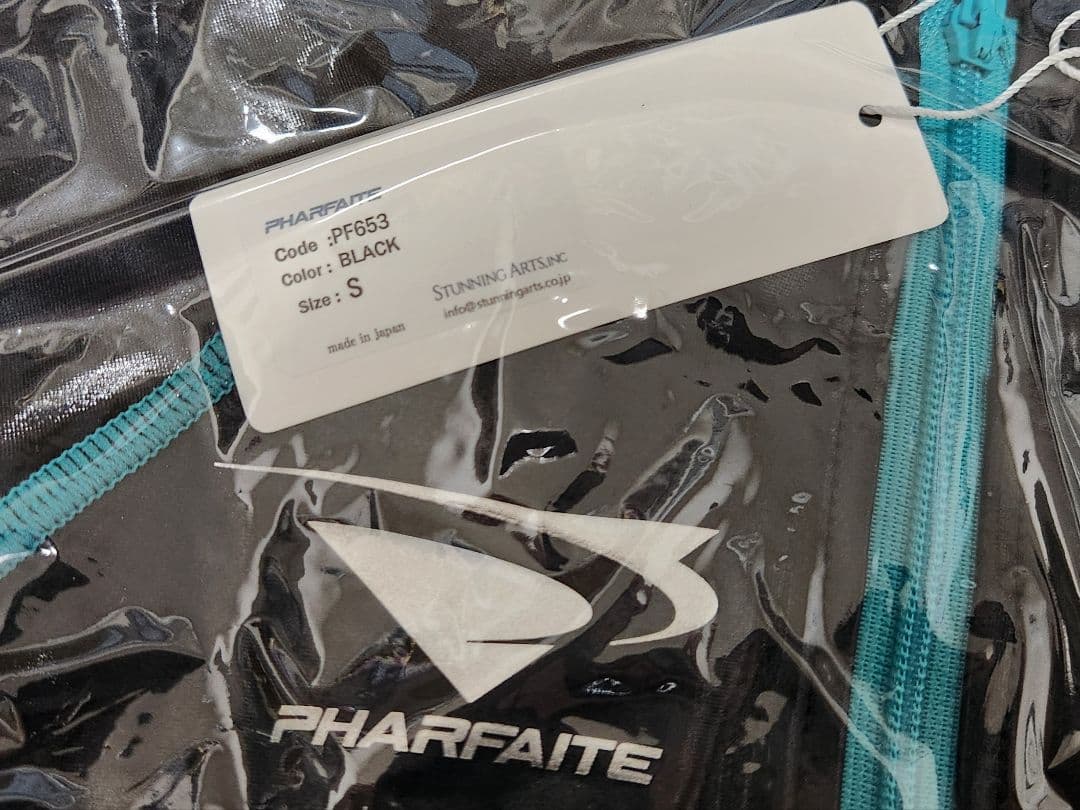 PHARFAITE
Code :PF653
Color: BLACK
Size: S
STUNNING ARTS,INC
info@stunningarts.co.jp
made in japan
PHARFAITE